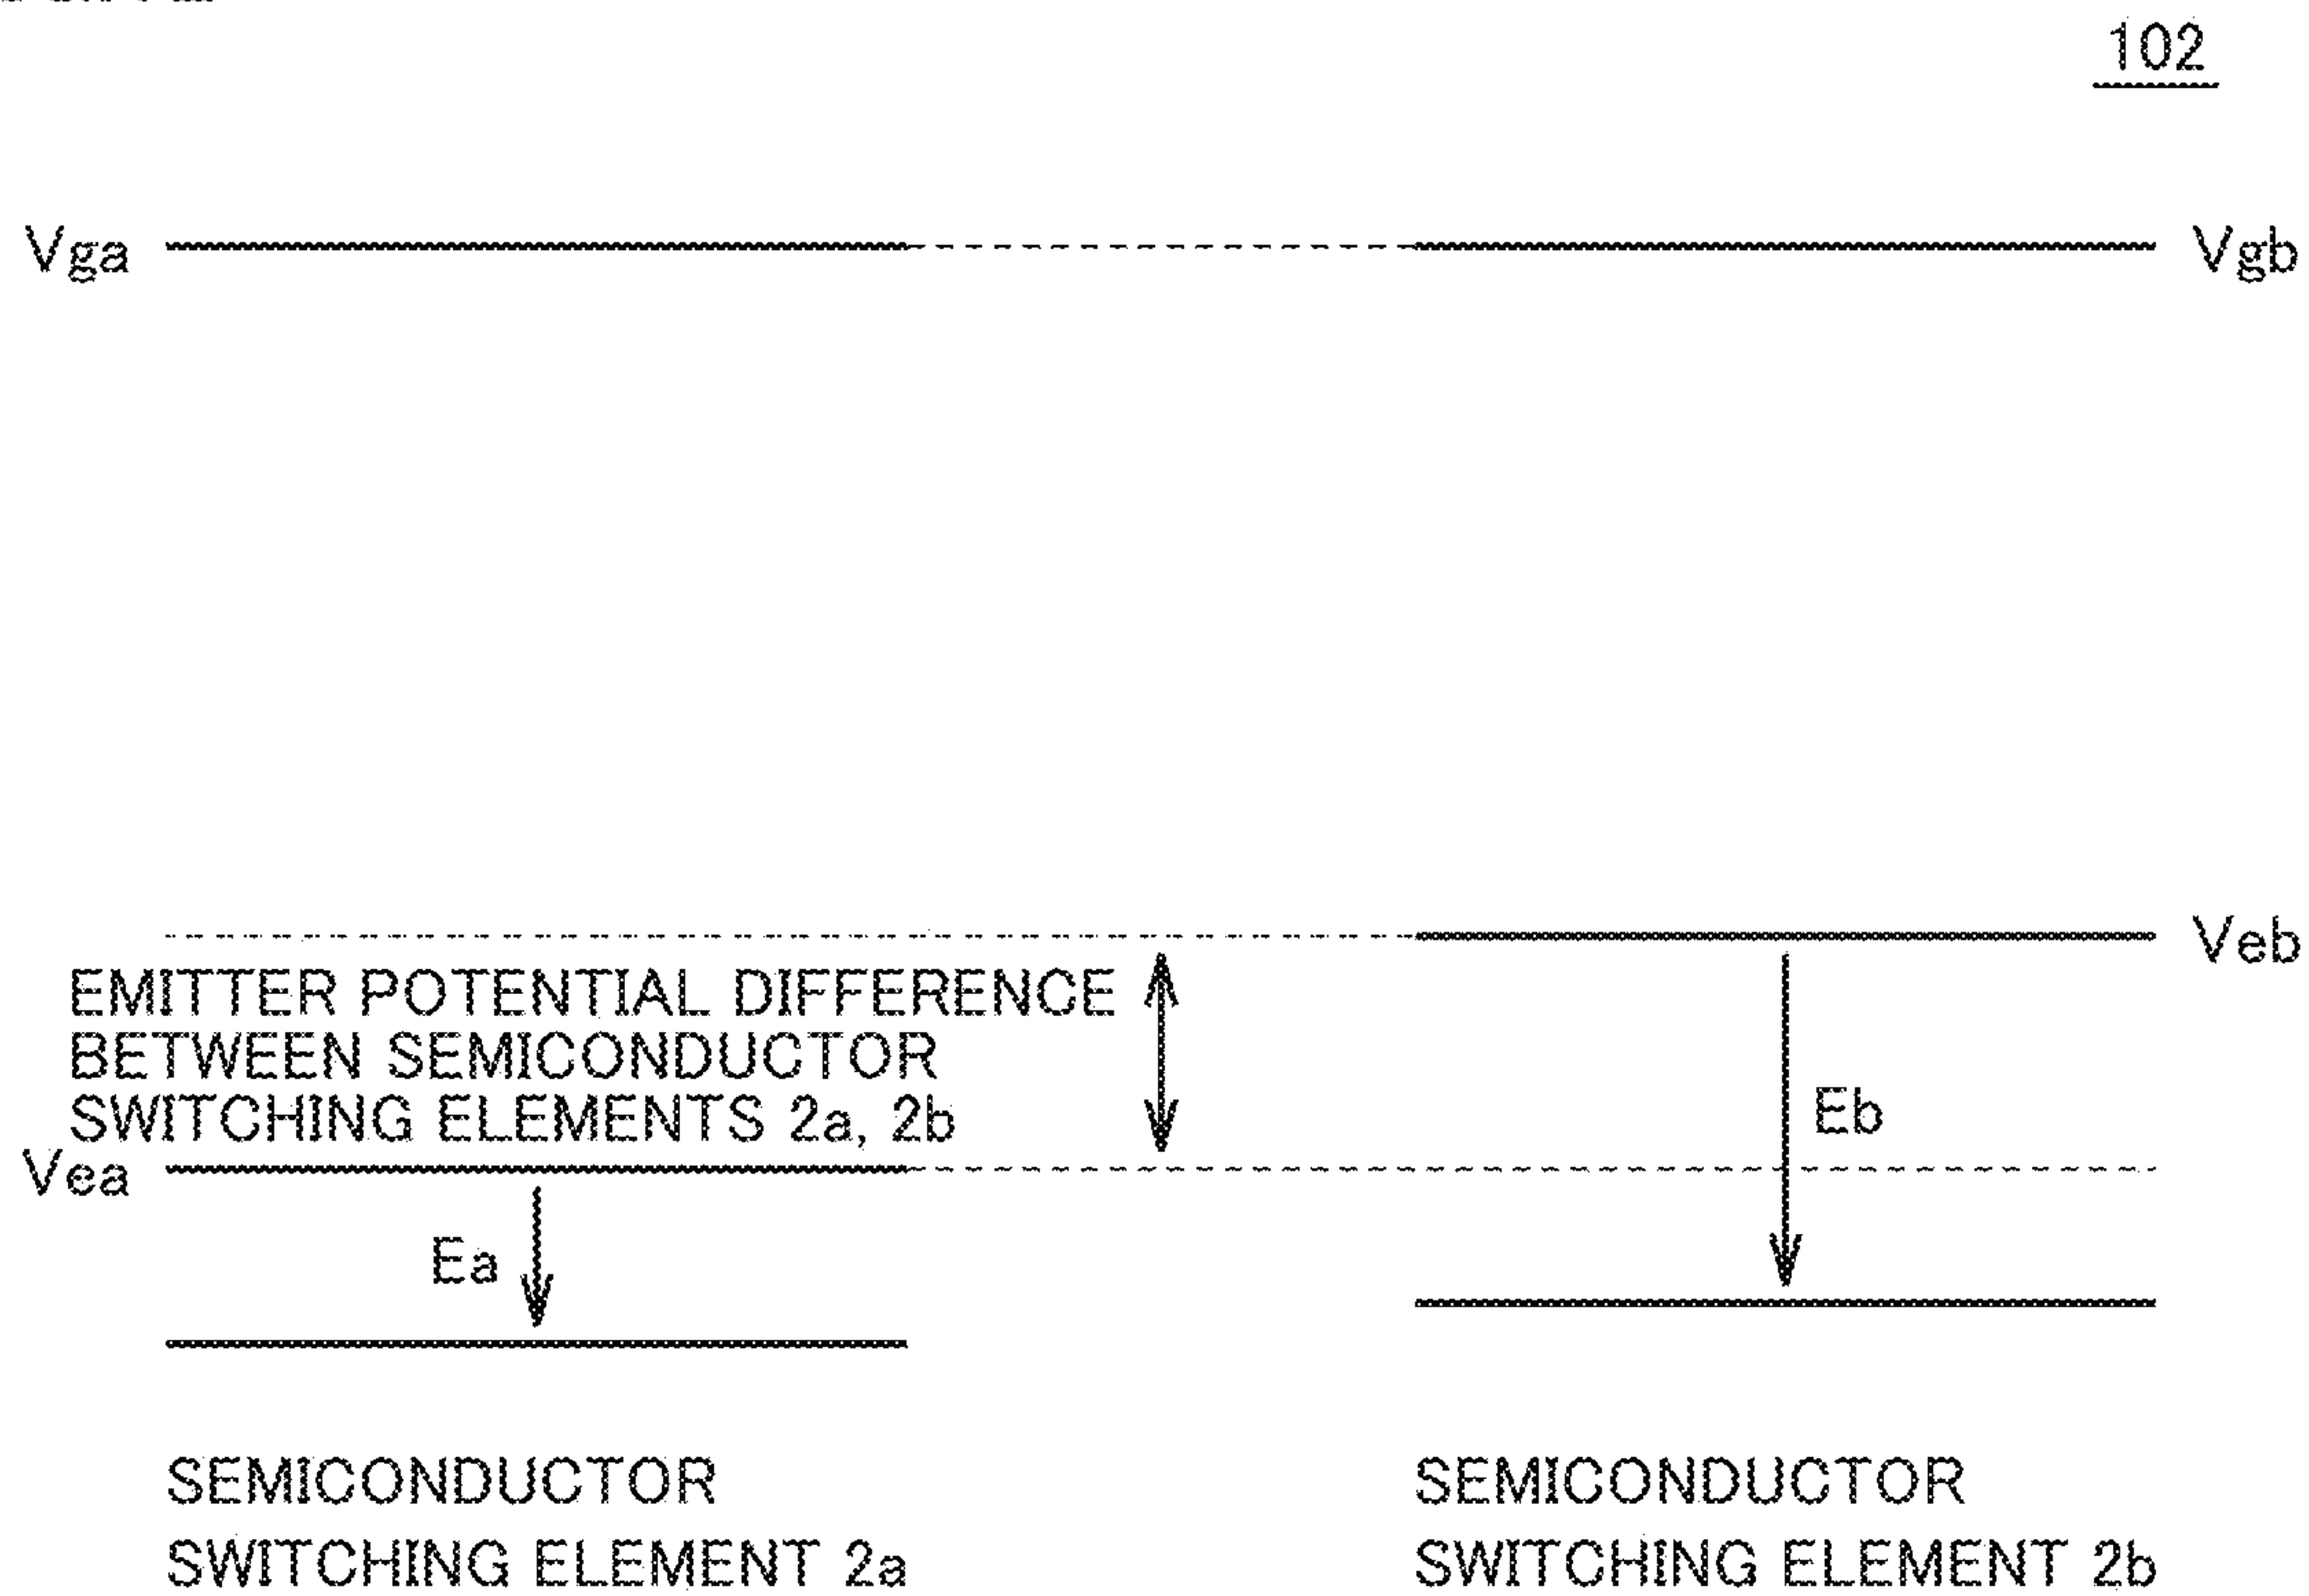 102
Vga
Vgb
Veb
EMITTER POTENTIAL DIFFERENCE
BETWEEN SEMICONDUCTOR
SWITCHING ELEMENTS 2a, 2b
Eb
Vea
Ea
SEMICONDUCTOR
SWITCHING ELEMENT 2a
SEMICONDUCTOR
SWITCHING ELEMENT 2b